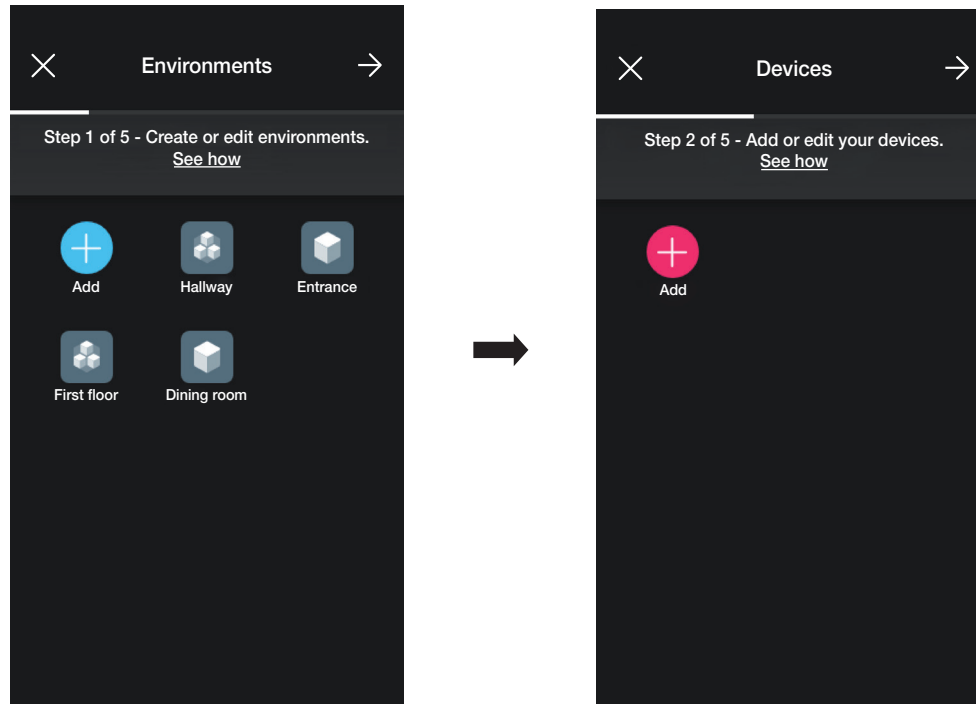 Environments
Step 1 of 5 - Create or edit environments.
See how
Add
Hallway
Entrance
First floor
Dining room
Devices
Step 2 of 5 - Add or edit your devices.
See how
Add